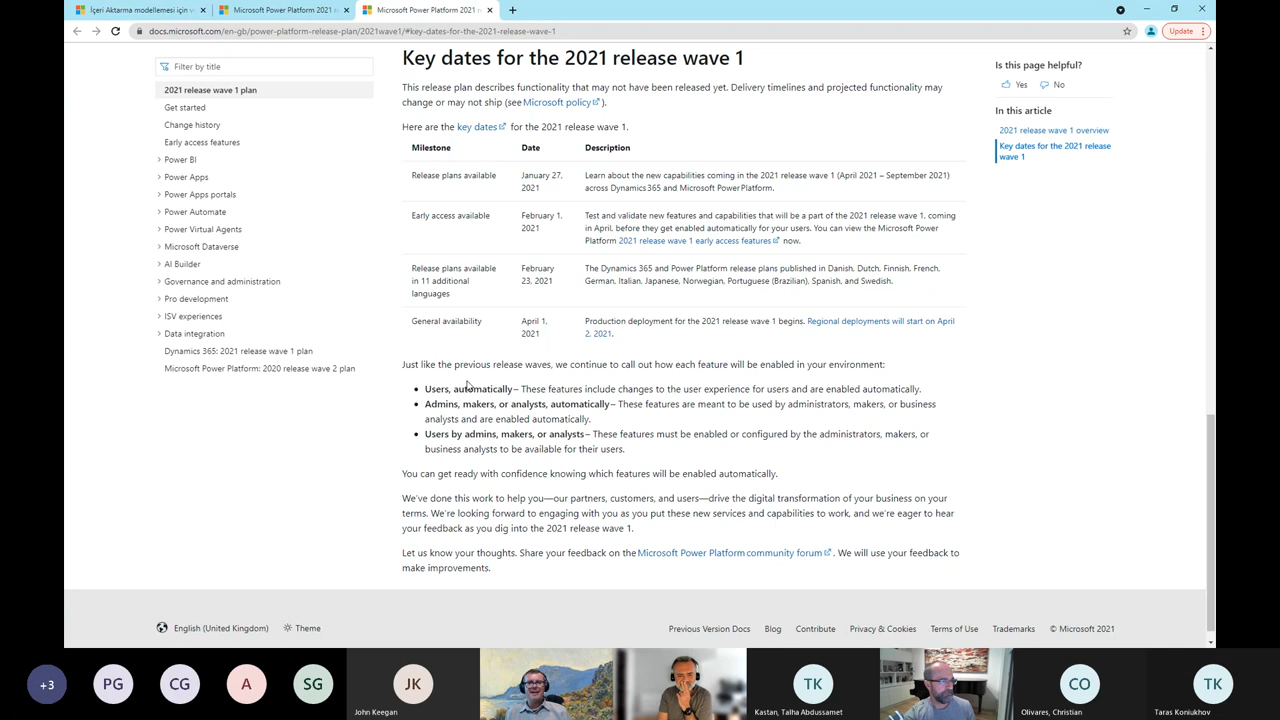 İçeri Aktarma modellemesi için v
Microsoft Power Platform 2021 r
Microsoft Power Platform 2021 r
docs.microsoft.com/en-gb/power-platform-release-plan/2021wave1/#key-dates-for-the-2021-release-wave-1
Update
Filter by title
2021 release wave 1 plan
Get started
Change history
Early access features
Power BI
Power Apps
Power Apps portals
Power Automate
Power Virtual Agents
Microsoft Dataverse
AI Builder
Governance and administration
Pro development
ISV experiences
Data integration
Dynamics 365: 2021 release wave 1 plan
Microsoft Power Platform: 2020 release wave 2 plan
Key dates for the 2021 release wave 1
This release plan describes functionality that may not have been released yet. Delivery timelines and projected functionality may
change or may not ship (see Microsoft policy ).
Here are the key dates for the 2021 release wave 1.
Milestone Date Description
Release plans available January 27, 2021 Learn about the new capabilities coming in the 2021 release wave 1 (April 2021 – September 2021)
across Dynamics 365 and Microsoft Power Platform.
Early access available February 1, 2021 Test and validate new features and capabilities that will be a part of the 2021 release wave 1, coming
in April, before they get enabled automatically for your users. You can view the Microsoft Power
Platform 2021 release wave 1 early access features now.
Release plans available in 11 additional languages February 23, 2021 The Dynamics 365 and Power Platform release plans published in Danish, Dutch, Finnish, French,
German, Italian, Japanese, Norwegian, Portuguese (Brazilian), Spanish, and Swedish.
General availability April 1, 2021 Production deployment for the 2021 release wave 1 begins. Regional deployments will start on April
2, 2021.
Just like the previous release waves, we continue to call out how each feature will be enabled in your environment:
• Users, automatically – These features include changes to the user experience for users and are enabled automatically.
• Admins, makers, or analysts, automatically – These features are meant to be used by administrators, makers, or business
analysts and are enabled automatically.
• Users by admins, makers, or analysts – These features must be enabled or configured by the administrators, makers, or
business analysts to be available for their users.
You can get ready with confidence knowing which features will be enabled automatically.
We've done this work to help you—our partners, customers, and users—drive the digital transformation of your business on your
terms. We're looking forward to engaging with you as you put these new services and capabilities to work, and we're eager to hear
your feedback as you dig into the 2021 release wave 1.
Let us know your thoughts. Share your feedback on the Microsoft Power Platform community forum . We will use your feedback to
make improvements.
Is this page helpful?
Yes No
In this article
2021 release wave 1 overview
Key dates for the 2021 release
wave 1
English (United Kingdom) Theme
Previous Version Docs Blog Contribute Privacy & Cookies Terms of Use Trademarks © Microsoft 2021
+3 PG CG A SG JK TK CO TK
John Keegan
Kastan, Talha Abdussamet
Olivares, Christian
Taras Koniukhov